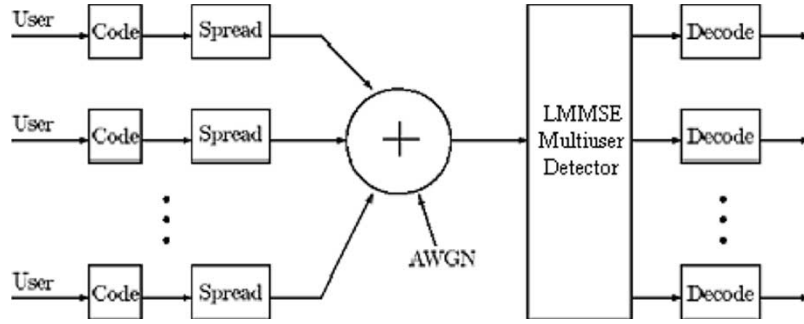 User
Code
Spread
Decode
User
Code
Spread
LMMSE
Multiuser
Detector
Decode
AWGN
User
Code
Spread
Decode